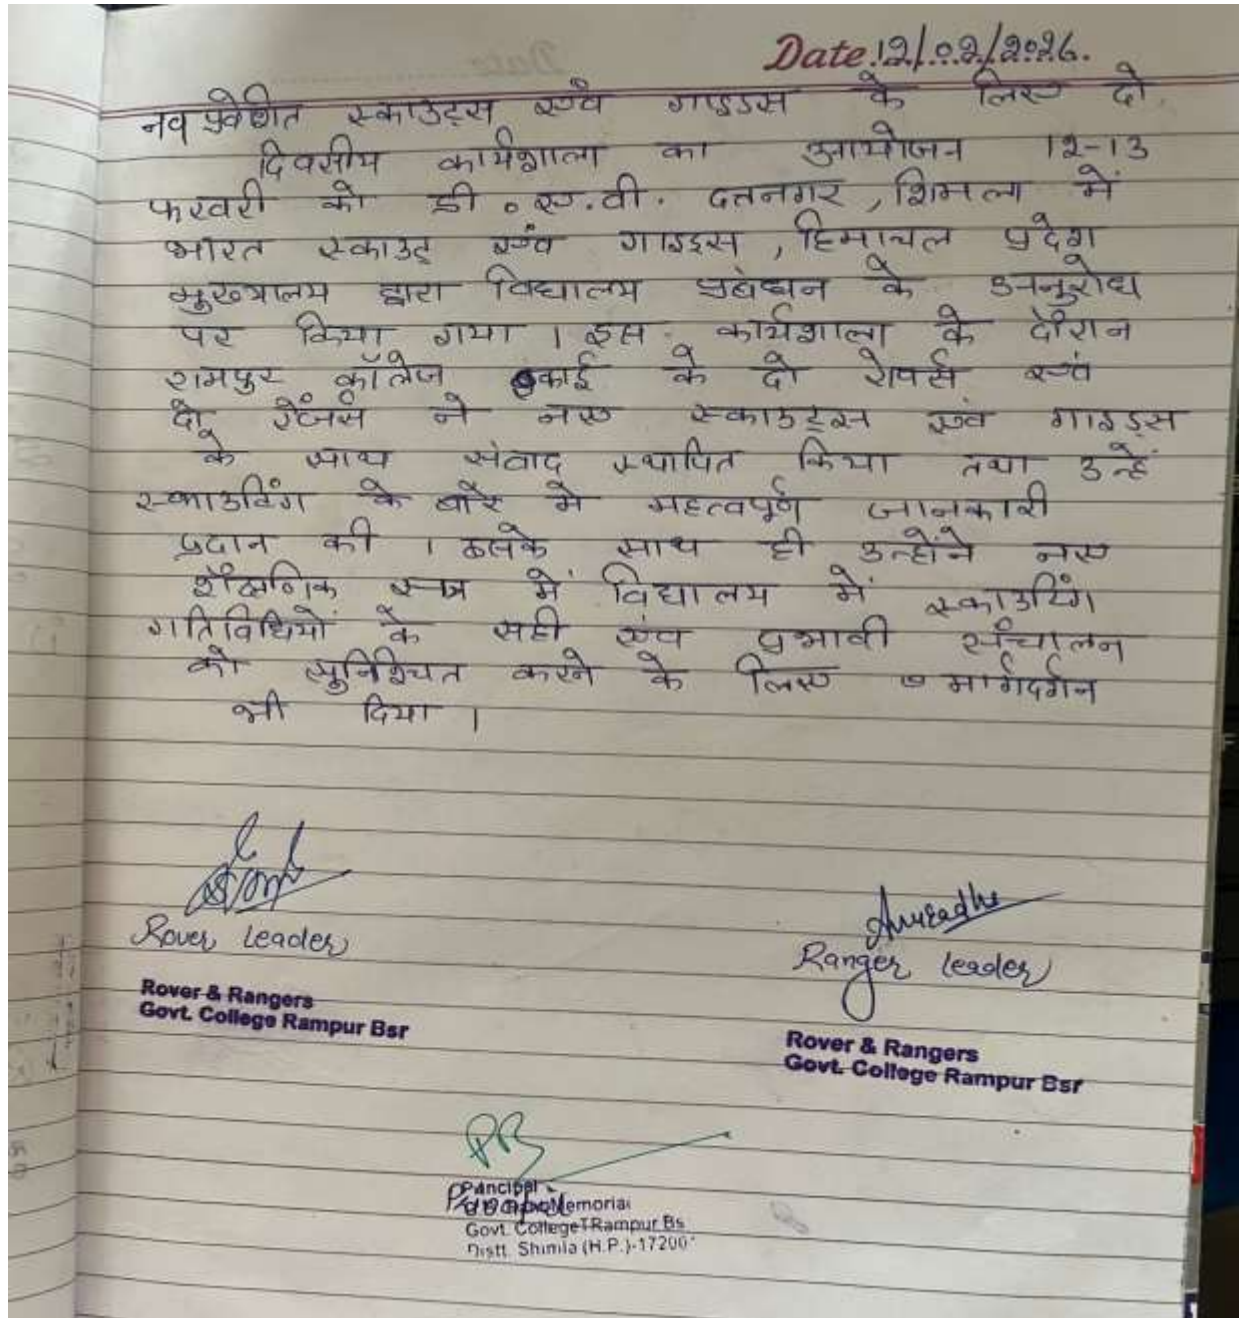 Date 12/02/2026.
नव प्रवेशित स्काउट्स एवं गाइड्स के लिए दो
दिवसीय कार्यशाला का आयोजन 12-13
फरवरी को डी.ए.वी. दत्तनगर, शिमला में
भारत स्काउट एवं गाइड्स, हिमाचल प्रदेश
मुख्यालय द्वारा विद्यालय प्रबंधन के अनुरोध
पर किया गया । इस कार्यशाला के दौरान
रामपुर कॉलेज इकाई के दो रोवर्स एवं
दो रेंजर्स ने नए स्काउट्स एवं गाइड्स
के साथ संवाद स्थापित किया तथा उन्हें
स्काउटिंग के बारे मे महत्वपूर्ण जानकारी
प्रदान की । इसके साथ ही उन्होंने नए
शैक्षणिक सत्र में विद्यालय में स्काउटिंग
गतिविधियों के सही एवं प्रभावी संचालन
को सुनिश्चित करने के लिए मार्गदर्शन
भी दिया ।
Anuradha
Rover Leader
Ranger leader
Rover & Rangers
Govt. College Rampur Bsr
Rover & Rangers
Govt. College Rampur Bsr
Principal
Memorial
Govt. College Rampur Bs
Distt. Shimla (H.P.)-17200